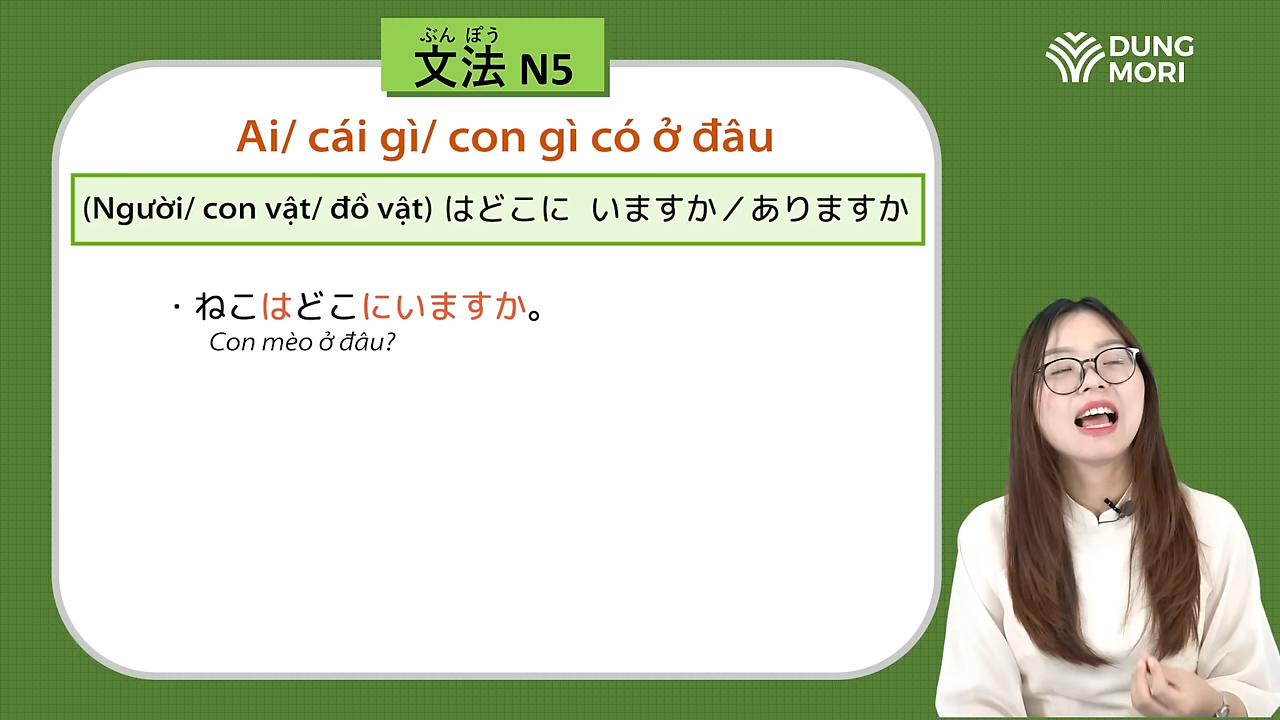 ぶん ぽう
文法 N5
DUNG
MORI
Ai/ cái gì/ con gì có ở đâu
(Người/ con vật/ đồ vật) はどこに いますか／ありますか
・ねこはどこにいますか。
Con mèo ở đâu?